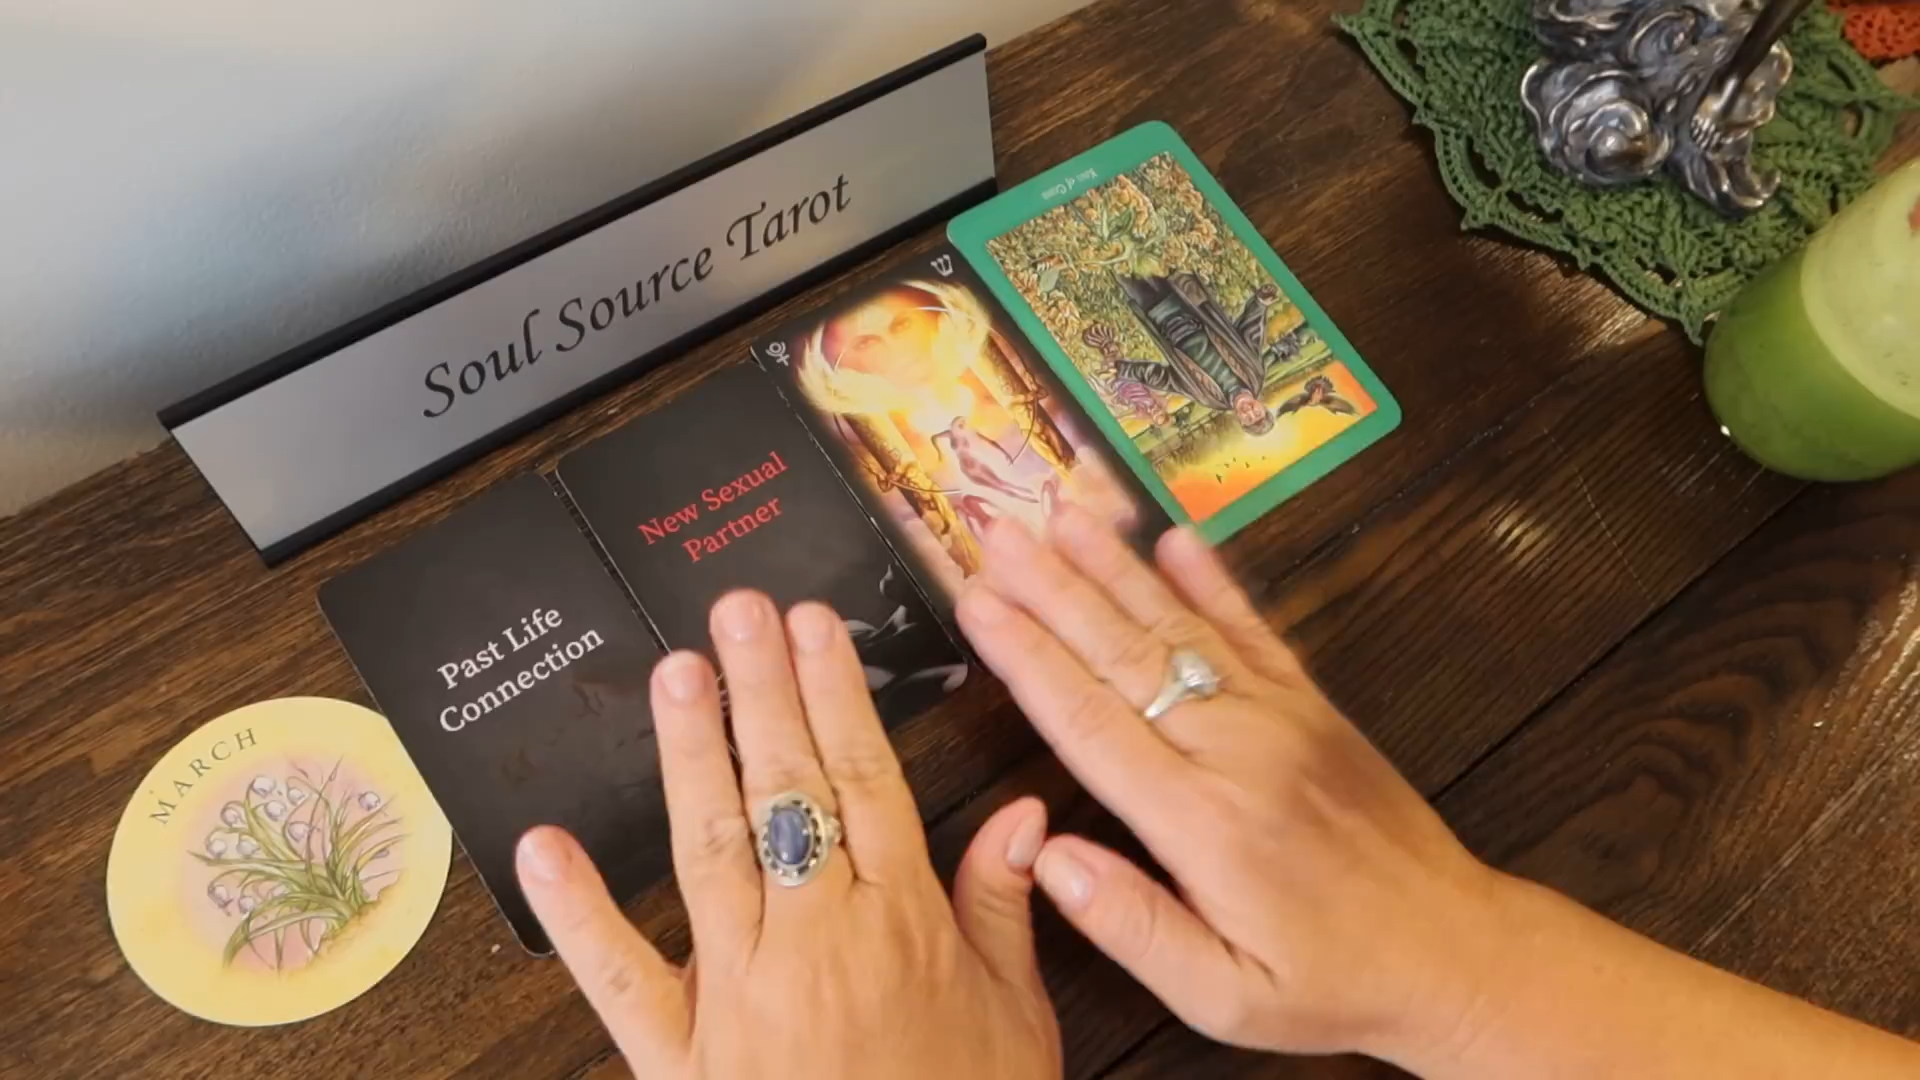 Soul Source Tarot
MARCH
Past Life
Connection
New Sexual
Partner
ש